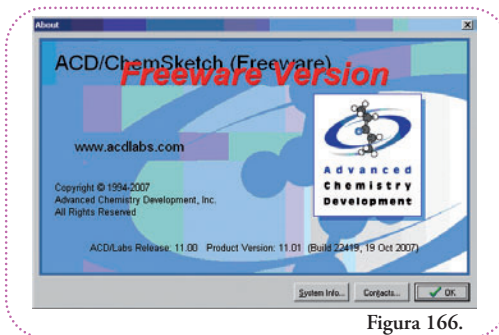 About
ACD/ChemSketch (Freeware)
Freeware Version
www.acdlabs.com
Advanced
Chemistry
Development
Copyright © 1994-2007
Advanced Chemistry Development, Inc.
All Rights Reserved
ACD/Labs Release: 11.00 Product Version: 11.01 (Build 22419, 19 Oct 2007)
System Info... Contacts... OK
Figura 166.